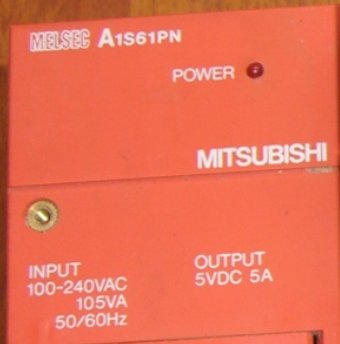 MELSEC A1S61PN
POWER
MITSUBISHI
INPUT
100-240VAC
105VA
50/60Hz
OUTPUT
5VDC 5A